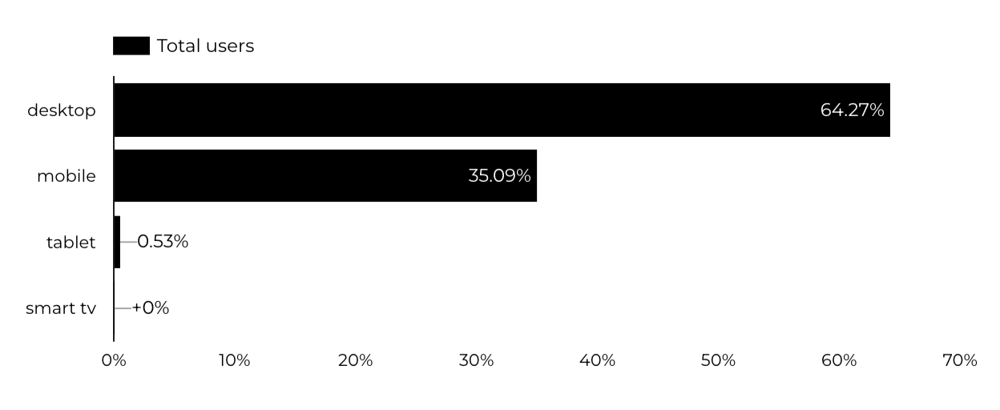 Total users
desktop 64.27%
mobile 35.09%
tablet 0.53%
smart tv +0%
0% 10% 20% 30% 40% 50% 60% 70%